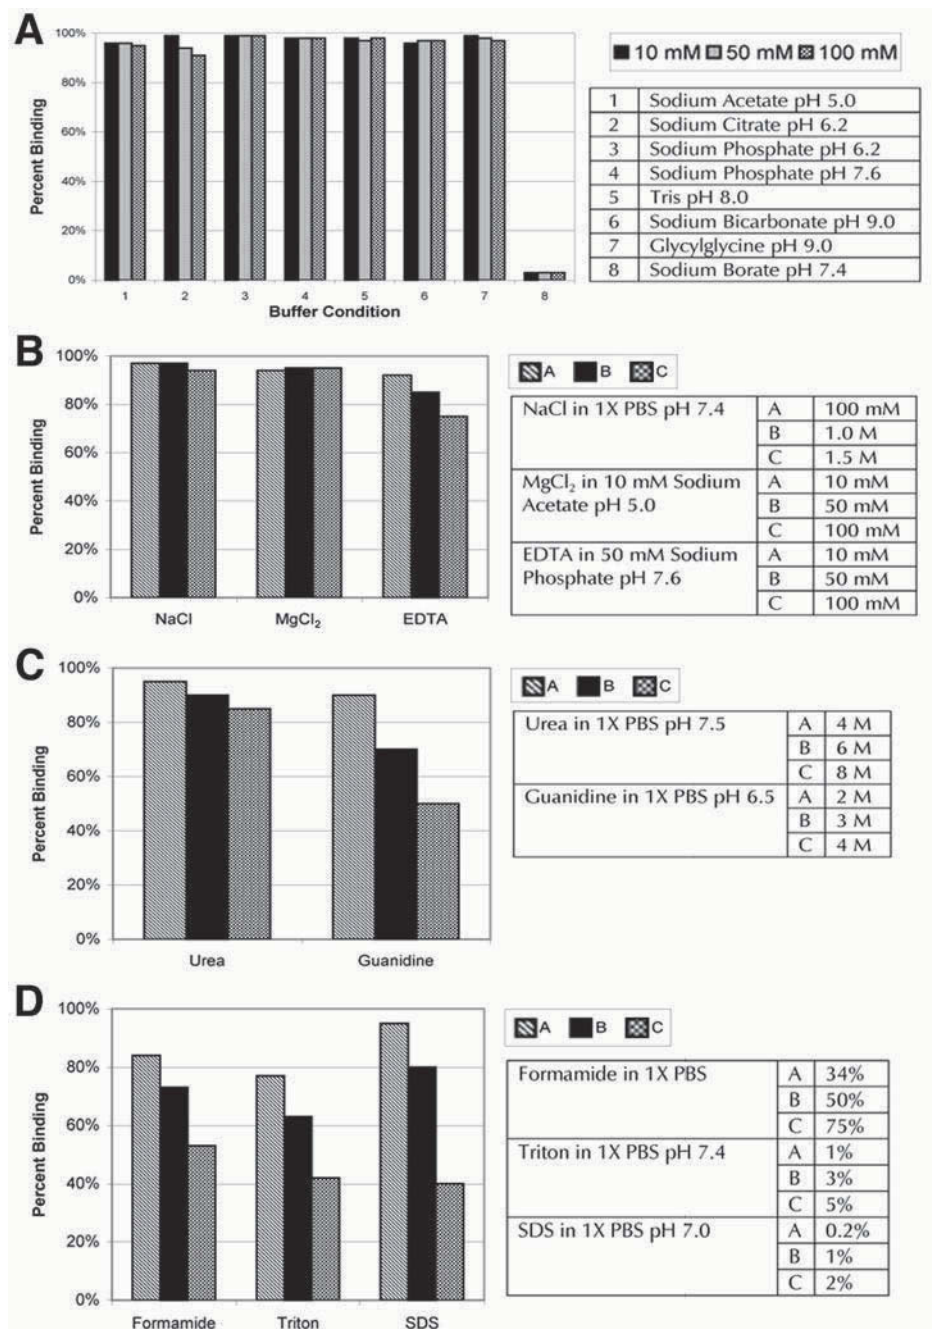 A
100%
80%
60%
40%
20%
0%
Percent Binding
1 2 3 4 5 6 7 8
Buffer Condition
10 mM 50 mM 100 mM
1 Sodium Acetate pH 5.0
2 Sodium Citrate pH 6.2
3 Sodium Phosphate pH 6.2
4 Sodium Phosphate pH 7.6
5 Tris pH 8.0
6 Sodium Bicarbonate pH 9.0
7 Glycylglycine pH 9.0
8 Sodium Borate pH 7.4
B
100%
80%
60%
40%
20%
0%
Percent Binding
NaCl MgCl₂ EDTA
A B C
NaCl in 1X PBS pH 7.4 A 100 mM
B 1.0 M
C 1.5 M
MgCl₂ in 10 mM Sodium A 10 mM
Acetate pH 5.0 B 50 mM
C 100 mM
EDTA in 50 mM Sodium A 10 mM
Phosphate pH 7.6 B 50 mM
C 100 mM
C
100%
80%
60%
40%
20%
0%
Percent Binding
Urea Guanidine
A B C
Urea in 1X PBS pH 7.5 A 4 M
B 6 M
C 8 M
Guanidine in 1X PBS pH 6.5 A 2 M
B 3 M
C 4 M
D
100%
80%
60%
40%
20%
0%
Percent Binding
Formamide Triton SDS
A B C
Formamide in 1X PBS A 34%
B 50%
C 75%
Triton in 1X PBS pH 7.4 A 1%
B 3%
C 5%
SDS in 1X PBS pH 7.0 A 0.2%
B 1%
C 2%